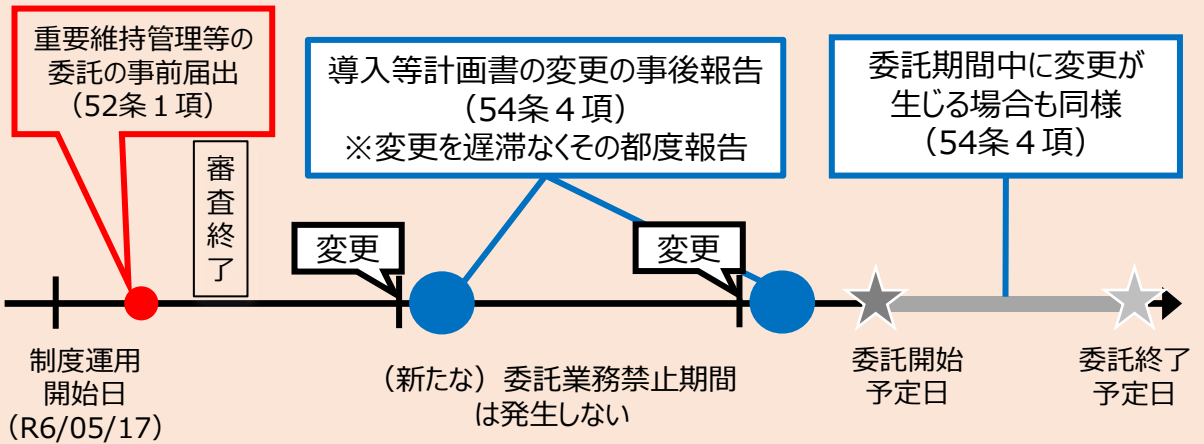 重要維持管理等の
委託の事前届出
（52条１項）
審査終了
変更
導入等計画書の変更の事後報告
（54条４項）
※変更を遅滞なくその都度報告
変更
委託期間中に変更が
生じる場合も同様
（54条４項）
制度運用
開始日
（R6/05/17）
（新たな）委託業務禁止期間
は発生しない
委託開始
予定日
委託終了
予定日